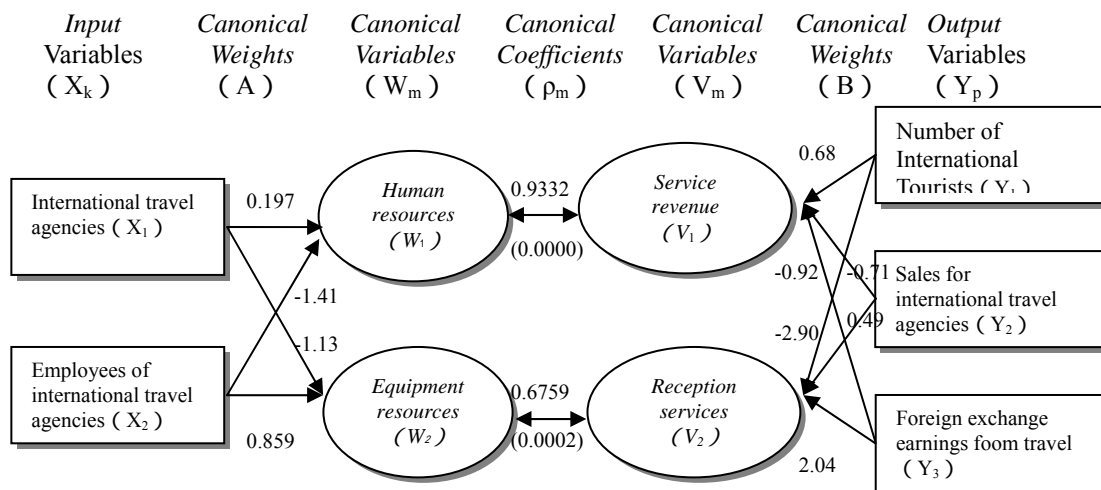 Input Canonical Canonical Canonical Canonical Canonical Output
Variables Weights Variables Coefficients Variables Weights Variables
( Xk ) ( A ) ( Wm ) ( ρm ) ( Vm ) ( B ) ( Yp )
International travel
agencies ( X1 )
Employees of
international travel
agencies ( X2 )
0.197
-1.41
-1.13
0.859
Human
resources
( W1 )
Equipment
resources
( W2 )
0.9332
(0.0000)
0.6759
(0.0002)
Service
revenue
( V1 )
Reception
services
( V2 )
0.68
-0.92
-0.71
-2.90
0.49
2.04
Number of
International
Tourists ( Y1 )
Sales for
international travel
agencies ( Y2 )
Foreign exchange
earnings foom travel
( Y3 )